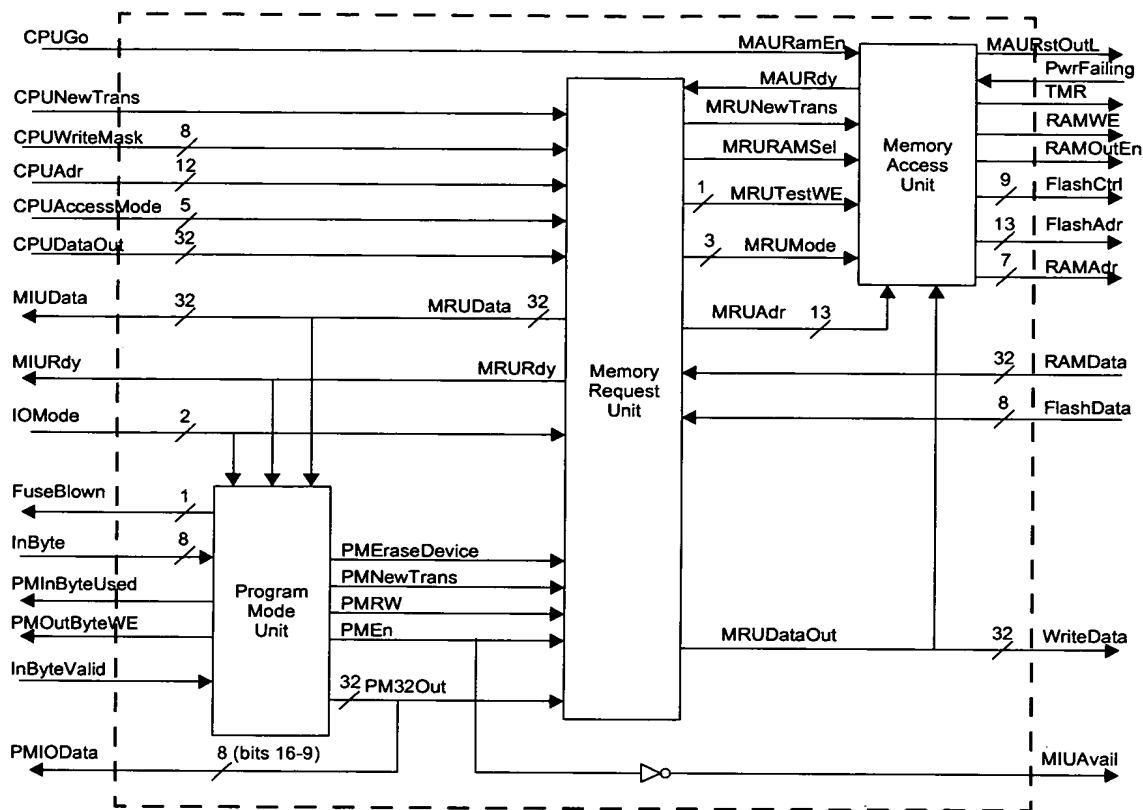 CPUGo
MAURamEn
MAURstOutL
MAURdy
PwrFailing
CPUNewTrans
MRUNewTrans
TMR
CPUWriteMask
8
MRURAMSel
Memory
Access
Unit
RAMWE
RAMOutEn
CPUAdr
12
1
MRUTestWE
9
FlashCtrl
CPUAccessMode
5
13
FlashAdr
CPUDataOut
32
3
MRUMode
7
RAMAdr
MIUData
32
MRUData
32
MRUAdr
13
MIURdy
MRURdy
Memory
Request
Unit
32
RAMData
IOMode
2
8
FlashData
FuseBlown
1
InByte
8
PMEraseDevice
PMInByteUsed
Program
Mode
Unit
PMNewTrans
PMRW
PMOutByteWE
PMEn
MRUDataOut
32
WriteData
InByteValid
32
PM32Out
PMIOData
8 (bits 16-9)
MIUAvail